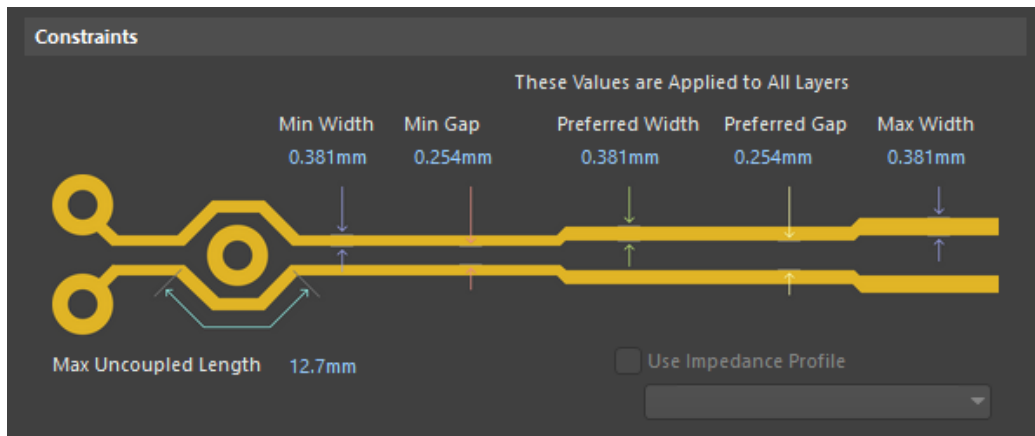 Constraints
These Values are Applied to All Layers
Min Width Min Gap Preferred Width Preferred Gap Max Width
0.381mm 0.254mm 0.381mm 0.254mm 0.381mm
Max Uncoupled Length 12.7mm
Use Impedance Profile